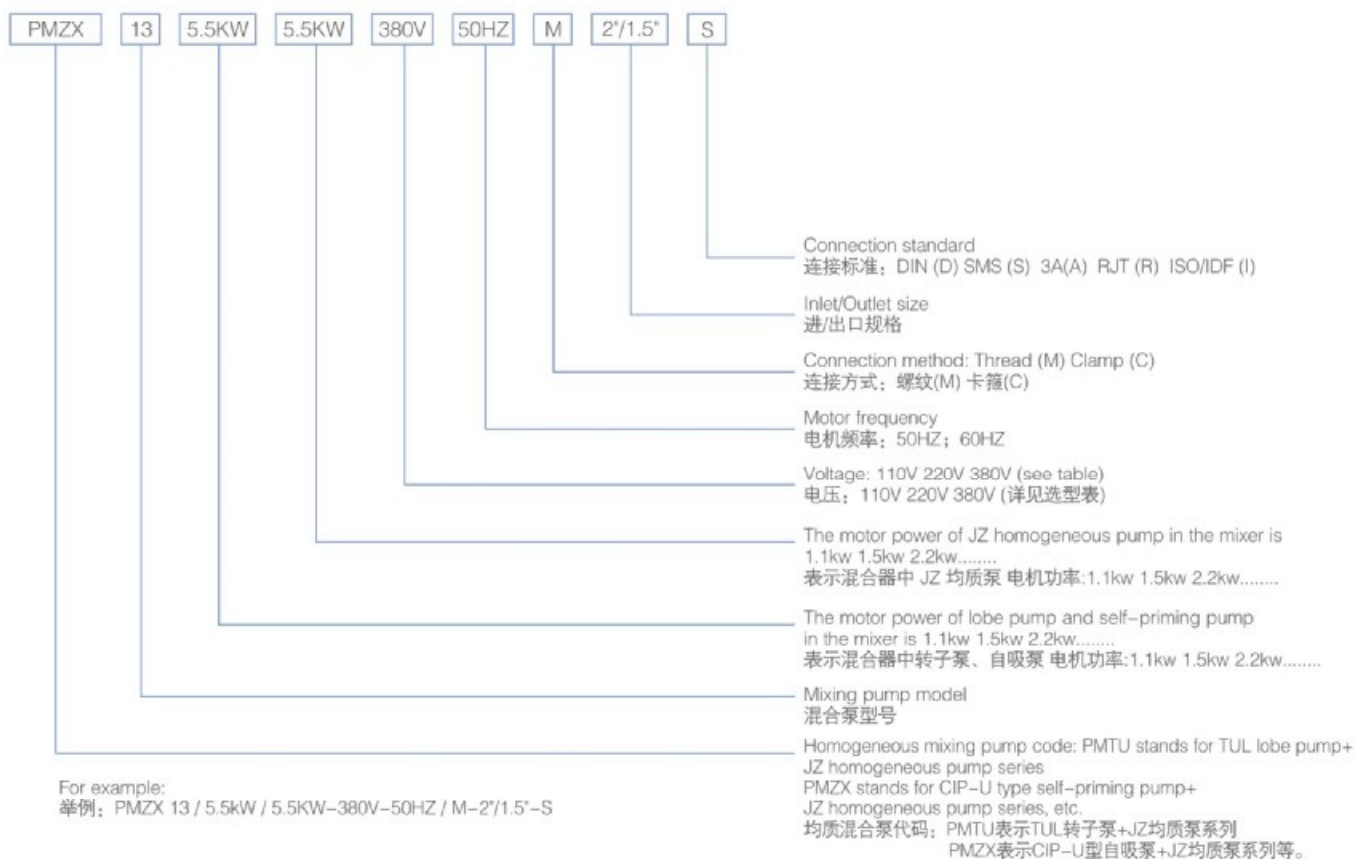 PMZX 13 5.5KW 5.5KW 380V 50HZ M 2"/1.5" S
Connection standard
连接标准：DIN (D) SMS (S) 3A(A) RJT (R) ISO/IDF (I)
Inlet/Outlet size
进/出口规格
Connection method: Thread (M) Clamp (C)
连接方式：螺纹(M) 卡箍(C)
Motor frequency
电机频率：50HZ；60HZ
Voltage: 110V 220V 380V (see table)
电压：110V 220V 380V (详见选型表)
The motor power of JZ homogeneous pump in the mixer is
1.1kw 1.5kw 2.2kw........
表示混合器中 JZ 均质泵 电机功率:1.1kw 1.5kw 2.2kw........
The motor power of lobe pump and self-priming pump
in the mixer is 1.1kw 1.5kw 2.2kw........
表示混合器中转子泵、自吸泵 电机功率:1.1kw 1.5kw 2.2kw........
Mixing pump model
混合泵型号
Homogeneous mixing pump code: PMTU stands for TUL lobe pump+
JZ homogeneous pump series
PMZX stands for CIP-U type self-priming pump+
JZ homogeneous pump series, etc.
均质混合泵代码：PMTU表示TUL转子泵+JZ均质泵系列
PMZX表示CIP-U型自吸泵+JZ均质泵系列等。
For example:
举例：PMZX 13 / 5.5kW / 5.5KW-380V-50HZ / M-2"/1.5"-S